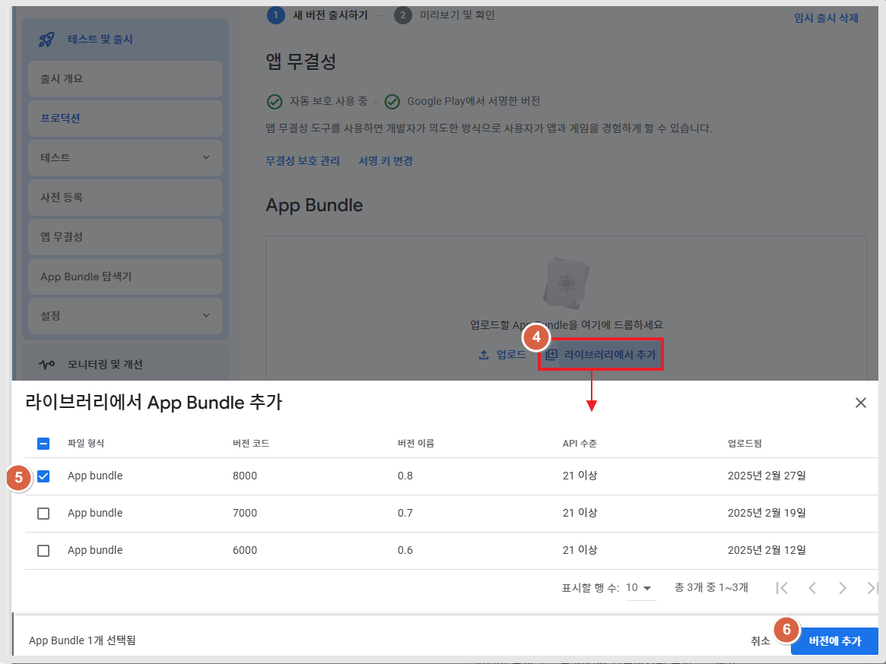 1 새 버전 출시하기 2 미리보기 및 확인
임시 출시 삭제
테스트 및 출시
출시 개요
프로덕션
테스트
사전 등록
앱 무결성
App Bundle 탐색기
설정
모니터링 및 개선
앱 무결성
자동 보호 사용 중 · Google Play에서 서명한 버전
앱 무결성 도구를 사용하면 개발자가 의도한 방식으로 사용자가 앱과 게임을 경험하게 할 수 있습니다.
무결성 보호 관리 서명 키 변경
App Bundle
업로드할 App Bundle을 여기에 드롭하세요
4
업로드 라이브러리에서 추가
라이브러리에서 App Bundle 추가
파일 형식 버전 코드 버전 이름 API 수준 업로드됨
5 App bundle 8000 0.8 21 이상 2025년 2월 27일
App bundle 7000 0.7 21 이상 2025년 2월 19일
App bundle 6000 0.6 21 이상 2025년 2월 12일
표시할 행 수: 10 총 3개 중 1~3개
App Bundle 1개 선택됨 취소 6 버전에 추가